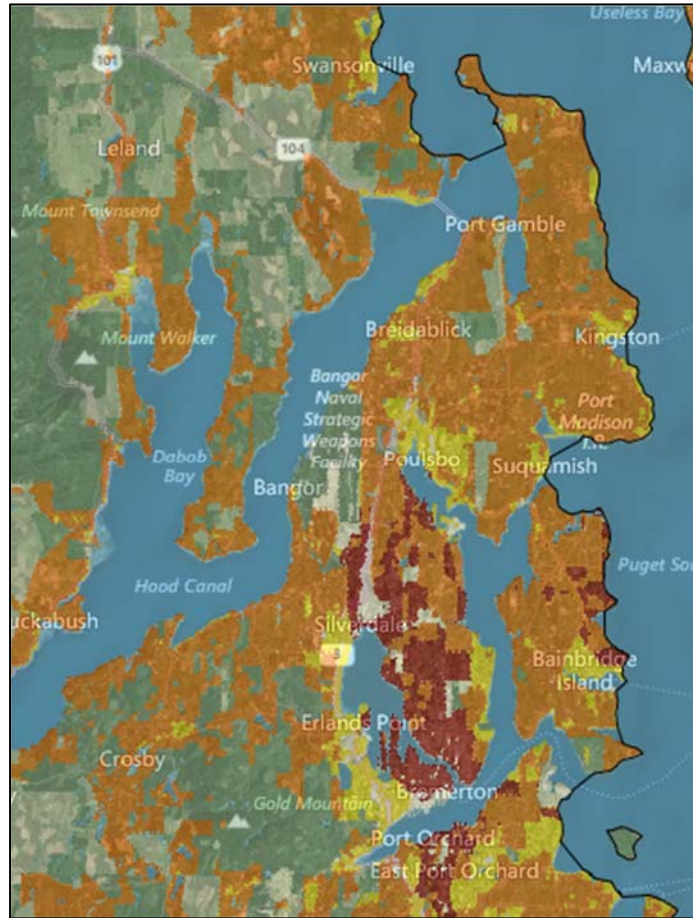 Useless Bay
101
Swansonville
Maxw
Leland
104
Mount Townsend
Port Gamble
Mount Walker
Breidablick
Kingston
Bangor
Naval
Strategic
Weapons
Facility
Port
Madison
I.R.
Dabob
Bay
Poulsbo
Suquamish
Bangor
Hood Canal
Puget Sou
uckabush
Silverdale
3
Bainbridge
Island
Erlands Point
Crosby
Gold Mountain
Bremerton
Port Orchard
East Port Orchard